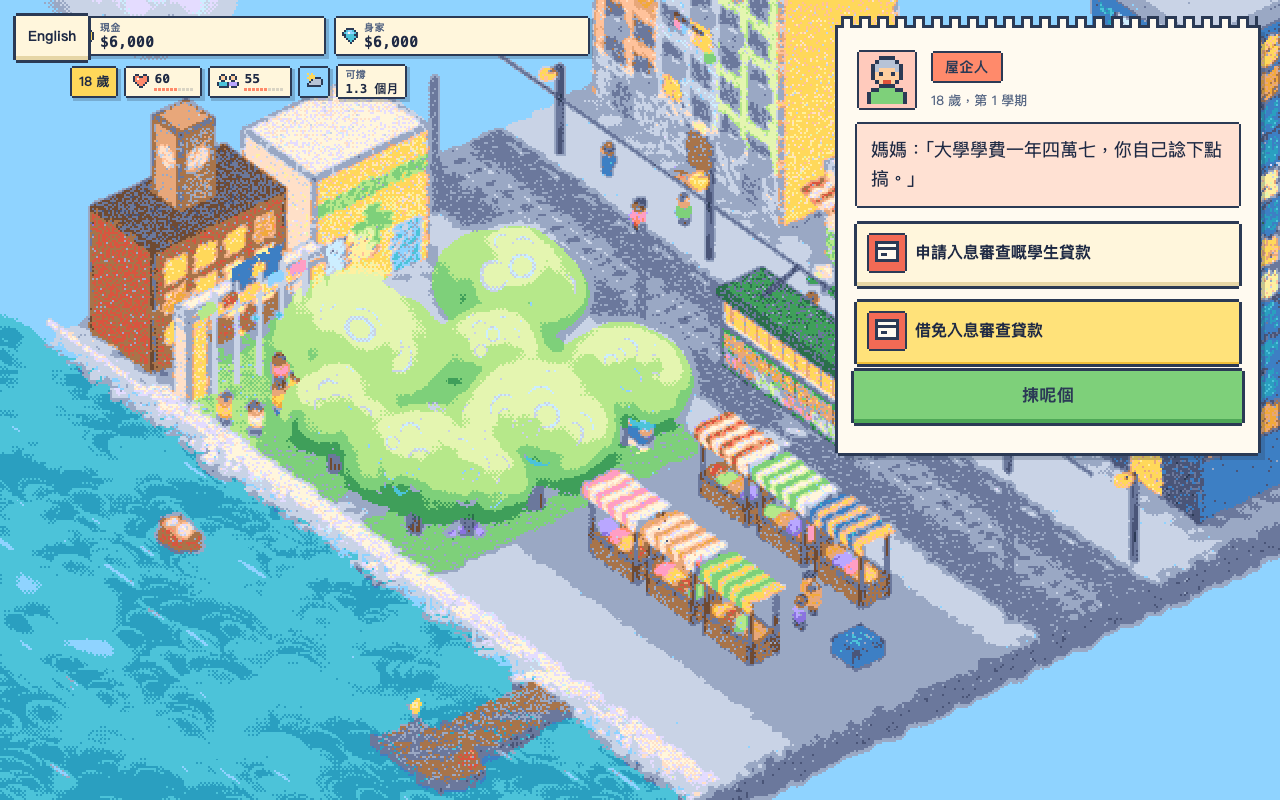 English
現金
$6,000
身家
$6,000
18 歲
60
55
可撐
1.3 個月
屋企人
18 歲，第 1 學期
媽媽：「大學學費一年四萬七，你自己諗下點
搞。」
申請入息審查嘅學生貸款
借免入息審查貸款
揀呢個